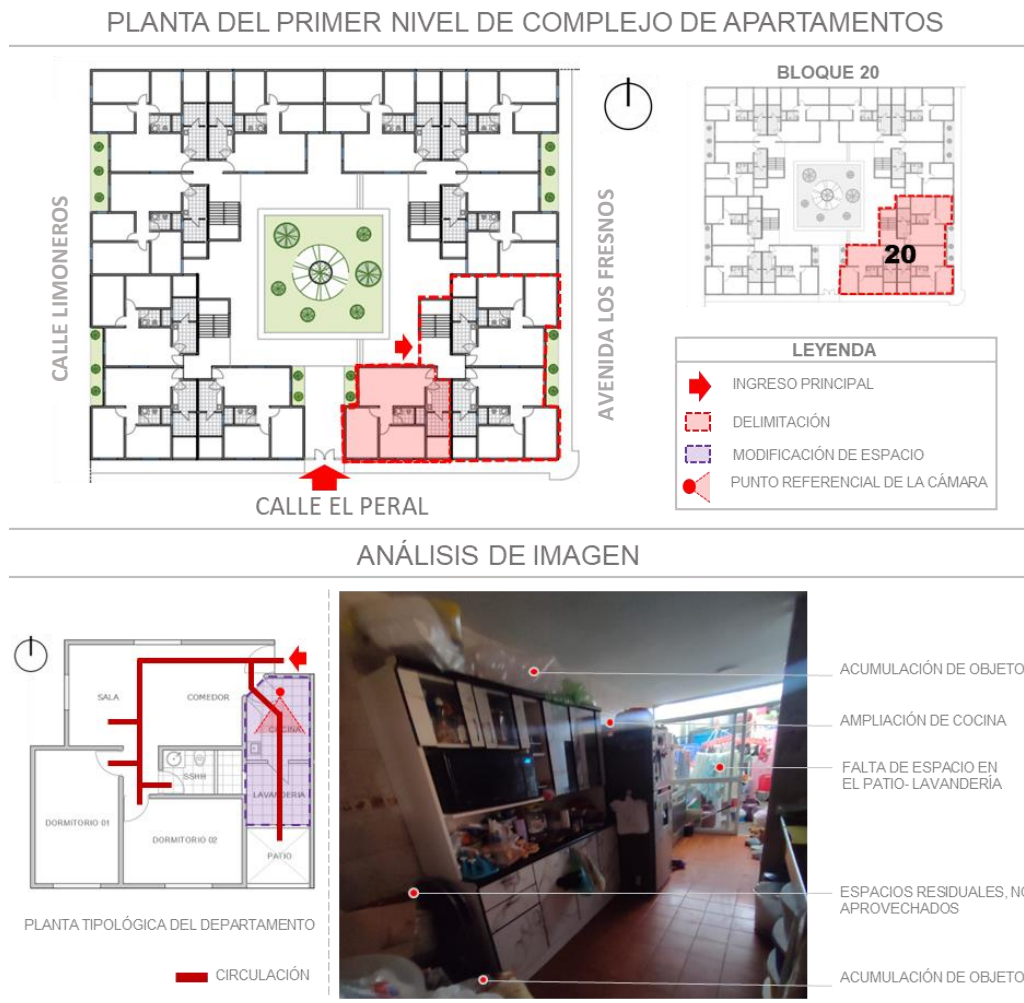 PLANTA DEL PRIMER NIVEL DE COMPLEJO DE APARTAMENTOS
CALLE LIMONEROS
AVENIDA LOS FRESNOS
CALLE EL PERAL
BLOQUE 20
20
LEYENDA
INGRESO PRINCIPAL
DELIMITACIÓN
MODIFICACIÓN DE ESPACIO
PUNTO REFERENCIAL DE LA CÁMARA
ANÁLISIS DE IMAGEN
SALA
COMEDOR
COCINA
SSHH
LAVANDERIA
DORMITORIO 01
DORMITORIO 02
PATIO
PLANTA TIPOLÓGICA DEL DEPARTAMENTO
CIRCULACIÓN
ACUMULACIÓN DE OBJETO
AMPLIACIÓN DE COCINA
FALTA DE ESPACIO EN
EL PATIO- LAVANDERÍA
ESPACIOS RESIDUALES, NO
APROVECHADOS
ACUMULACIÓN DE OBJETO